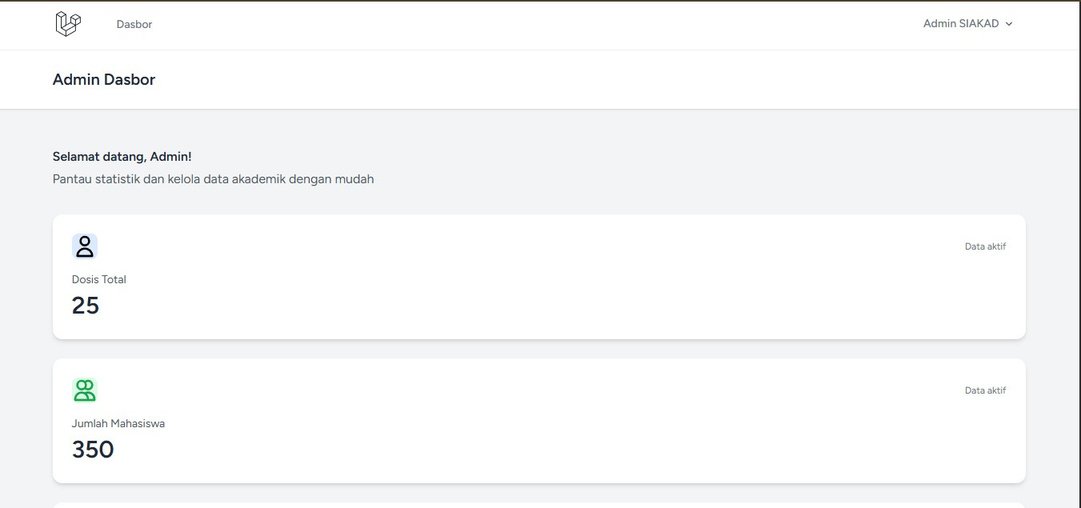 Dasbor
Admin SIAKAD
Admin Dasbor
Selamat datang, Admin!
Pantau statistik dan kelola data akademik dengan mudah
Data aktif
Dosis Total
25
Data aktif
Jumlah Mahasiswa
350